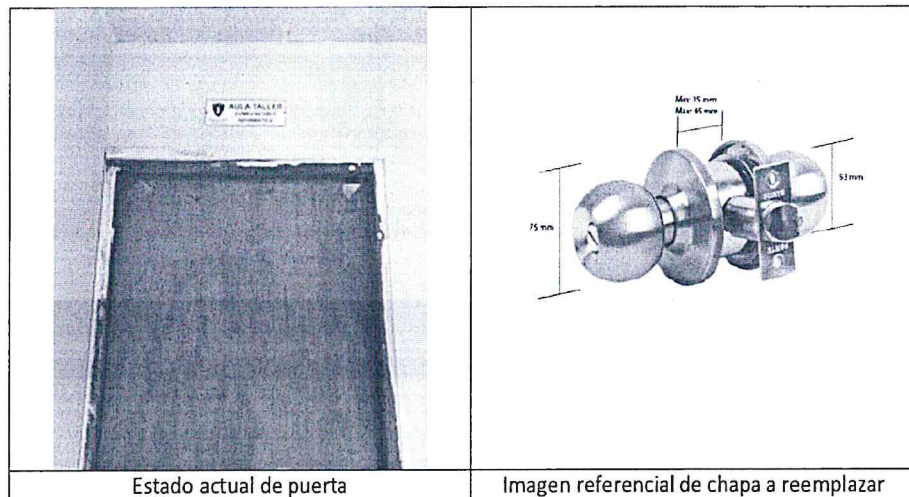 AULA TALLER
INFORMÁTICA
Min: 35 mm
Max: 45 mm
75 mm
53 mm
Estado actual de puerta
Imagen referencial de chapa a reemplazar